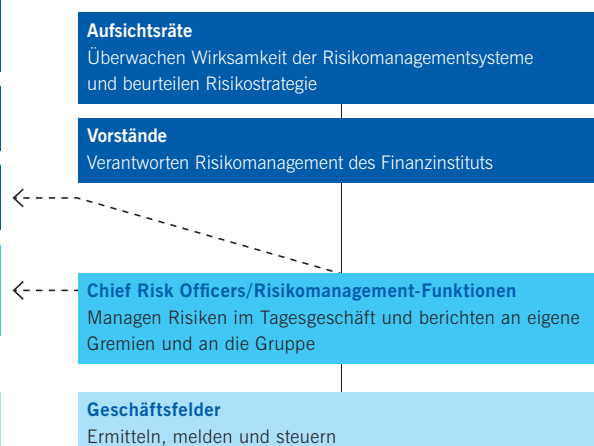 Aufsichtsräte
Überwachen Wirksamkeit der Risikomanagementsysteme
und beurteilen Risikostrategie
Vorstände
Verantworten Risikomanagement des Finanzinstituts
Chief Risk Officers/Risikomanagement-Funktionen
Managen Risiken im Tagesgeschäft und berichten an eigene
Gremien und an die Gruppe
Geschäftsfelder
Ermitteln, melden und steuern